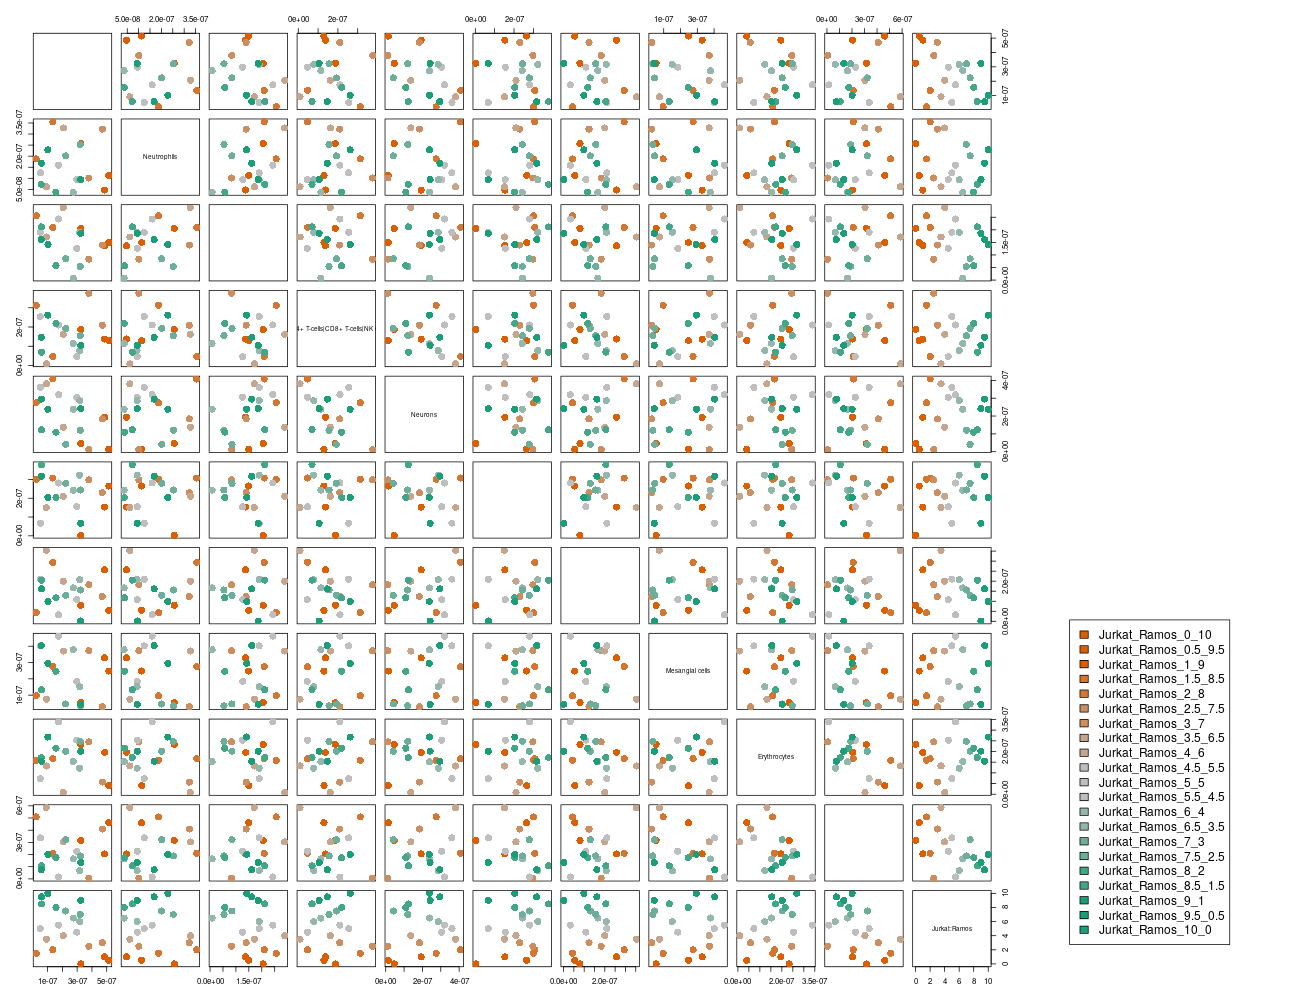 5.0e-08 2.0e-07 3.5e-07 0e+00 2e-07 0e+00 2e-07 1e-07 3e-07 0e+00 3e-07 6e-07
1e-07 3e-07 5e-07
5.0e-08 2.0e-07 3.5e-07
Neutrophils
0.0e+00 1.5e-07
0e+00 2e-07
4+ T-cells|CD8+ T-cells|NK
Neurons
0e+00 2e-07 4e-07
0e+00 2e-07
0.0e+00 2.0e-07
1e-07 3e-07
Mesangial cells
Erythrocytes
0.0e+00 2.0e-07 3.5e-07
0e+00 3e-07 6e-07
Jurkat:Ramos
0 2 4 6 8 10
1e-07 3e-07 5e-07 0.0e+00 1.5e-07 0e+00 2e-07 4e-07 0.0e+00 2.0e-07 0.0e+00 2.0e-07 3.5e-07 0 2 4 6 8 10
Jurkat_Ramos_0_10
Jurkat_Ramos_0.5_9.5
Jurkat_Ramos_1_9
Jurkat_Ramos_1.5_8.5
Jurkat_Ramos_2_8
Jurkat_Ramos_2.5_7.5
Jurkat_Ramos_3_7
Jurkat_Ramos_3.5_6.5
Jurkat_Ramos_4_6
Jurkat_Ramos_4.5_5.5
Jurkat_Ramos_5_5
Jurkat_Ramos_5.5_4.5
Jurkat_Ramos_6_4
Jurkat_Ramos_6.5_3.5
Jurkat_Ramos_7_3
Jurkat_Ramos_7.5_2.5
Jurkat_Ramos_8_2
Jurkat_Ramos_8.5_1.5
Jurkat_Ramos_9_1
Jurkat_Ramos_9.5_0.5
Jurkat_Ramos_10_0